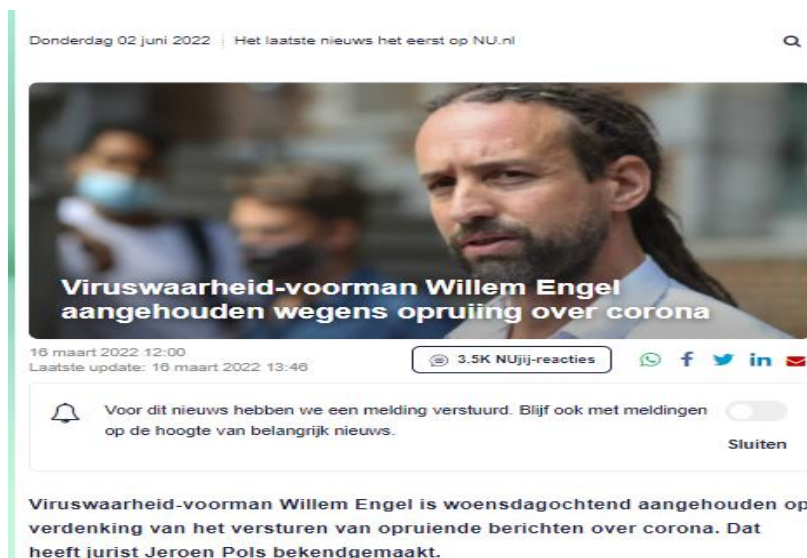 Donderdag 02 juni 2022 | Het laatste nieuws het eerst op NU.nl
Viruswaarheid-voorman Willem Engel
aangehouden wegens opruiing over corona
16 maart 2022 12:00
Laatste update: 16 maart 2022 13:46
3.5K NUjij-reacties
Voor dit nieuws hebben we een melding verstuurd. Blijf ook met meldingen
op de hoogte van belangrijk nieuws.
Sluiten
Viruswaarheid-voorman Willem Engel is woensdagochtend aangehouden op
verdenking van het versturen van opruiende berichten over corona. Dat
heeft jurist Jeroen Pols bekendgemaakt.